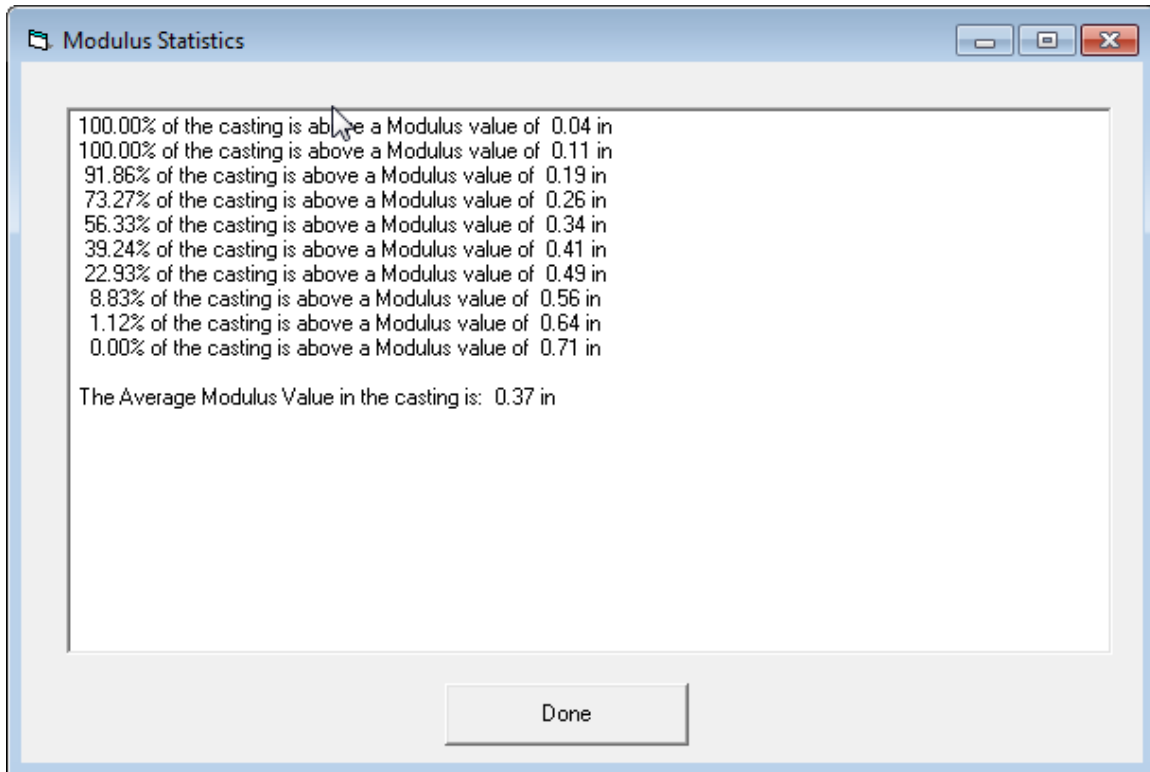 Modulus Statistics
100.00% of the casting is above a Modulus value of 0.04 in
100.00% of the casting is above a Modulus value of 0.11 in
91.86% of the casting is above a Modulus value of 0.19 in
73.27% of the casting is above a Modulus value of 0.26 in
56.33% of the casting is above a Modulus value of 0.34 in
39.24% of the casting is above a Modulus value of 0.41 in
22.93% of the casting is above a Modulus value of 0.49 in
8.83% of the casting is above a Modulus value of 0.56 in
1.12% of the casting is above a Modulus value of 0.64 in
0.00% of the casting is above a Modulus value of 0.71 in
The Average Modulus Value in the casting is: 0.37 in
Done